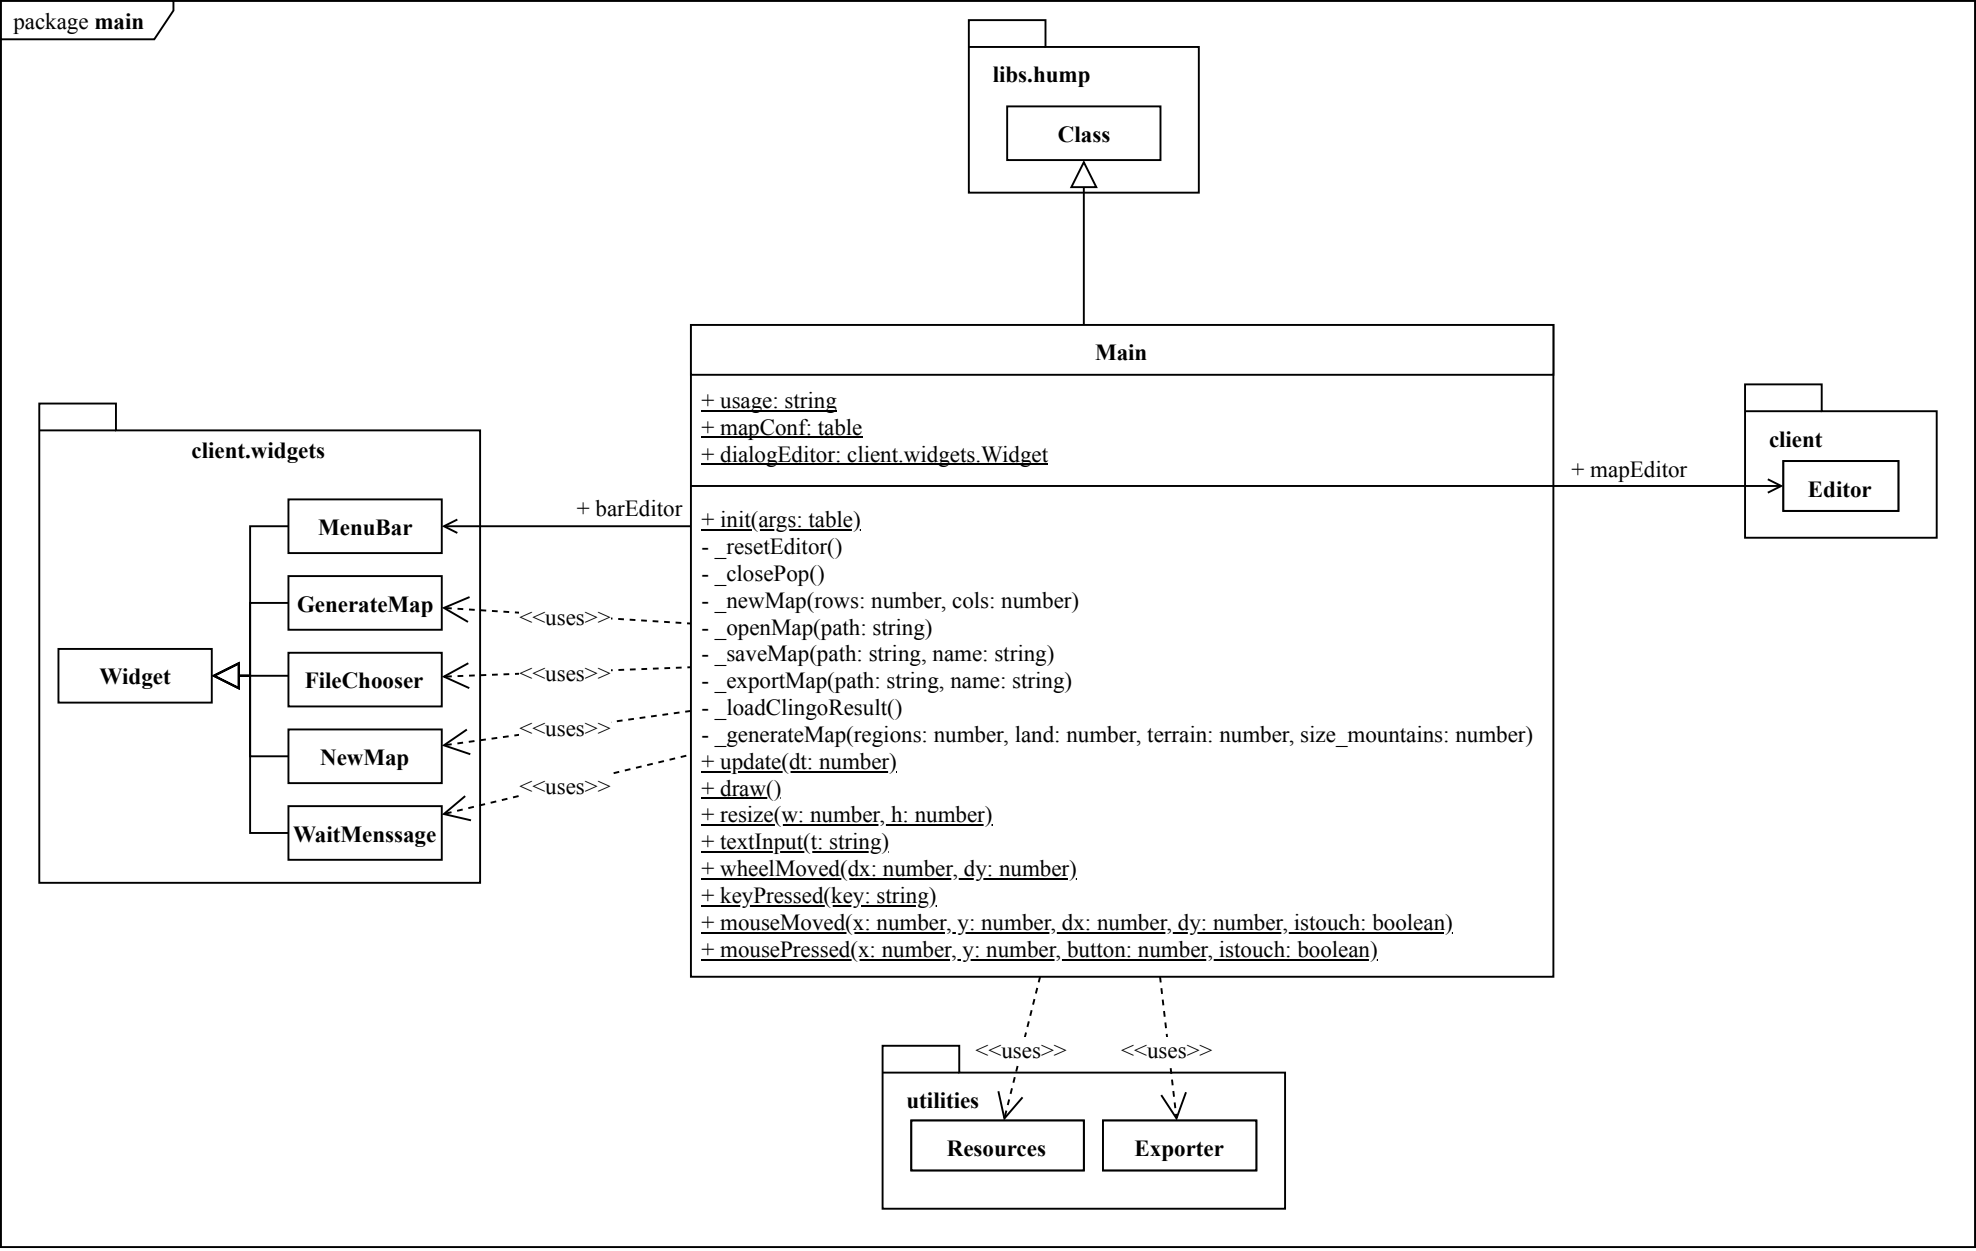 package main
libs.hump
Class
Main
+ usage: string
+ mapConf: table
+ dialogEditor: client.widgets.Widget
+ init(args: table)
- _resetEditor()
- _closePop()
- _newMap(rows: number, cols: number)
- _openMap(path: string)
- _saveMap(path: string, name: string)
- _exportMap(path: string, name: string)
- _loadClingoResult()
- _generateMap(regions: number, land: number, terrain: number, size_mountains: number)
+ update(dt: number)
+ draw()
+ resize(w: number, h: number)
+ textInput(t: string)
+ wheelMoved(dx: number, dy: number)
+ keyPressed(key: string)
+ mouseMoved(x: number, y: number, dx: number, dy: number, istouch: boolean)
+ mousePressed(x: number, y: number, button: number, istouch: boolean)
client.widgets
MenuBar
GenerateMap
Widget
FileChooser
NewMap
WaitMenssage
+ barEditor
<<uses>>
<<uses>>
<<uses>>
<<uses>>
+ mapEditor
client
Editor
<<uses>>
<<uses>>
utilities
Resources
Exporter